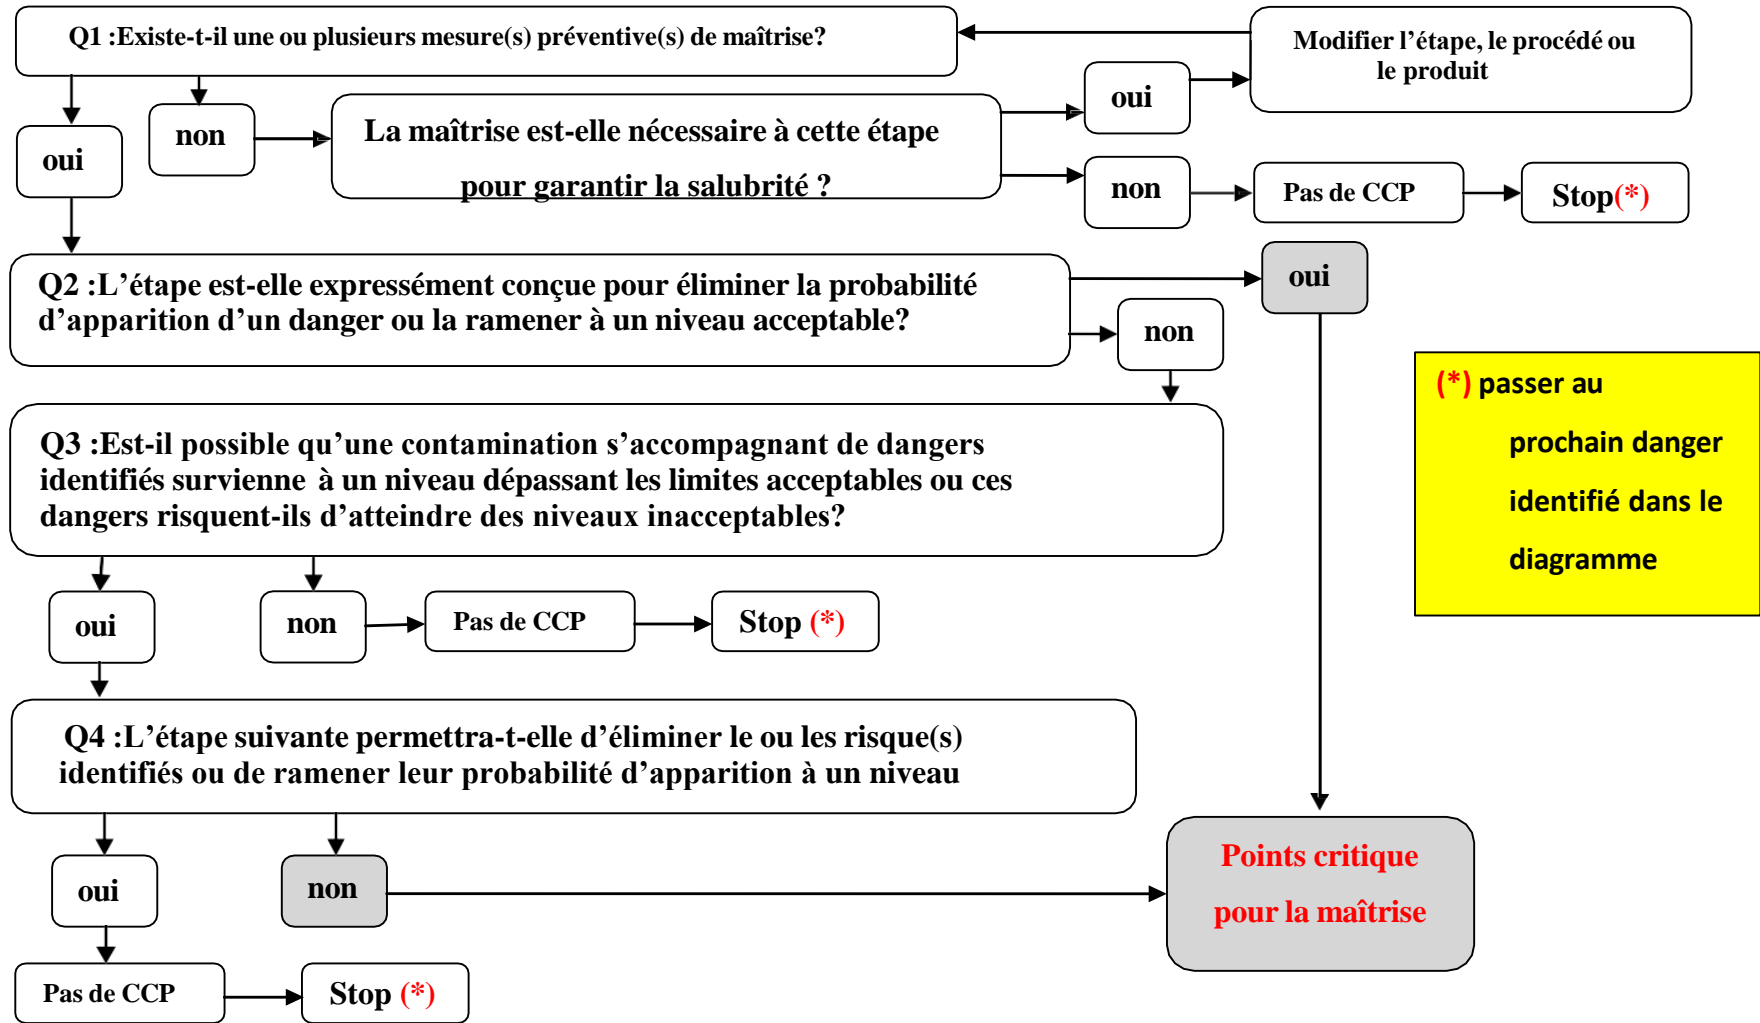 Q1 :Existe-t-il une ou plusieurs mesure(s) préventive(s) de maîtrise?
Modifier l’étape, le procédé ou
le produit
oui
non
La maîtrise est-elle nécessaire à cette étape
pour garantir la salubrité ?
oui
non
Pas de CCP
Stop(*)
Q2 :L’étape est-elle expressément conçue pour éliminer la probabilité
d’apparition d’un danger ou la ramener à un niveau acceptable?
oui
non
(*) passer au
prochain danger
identifié dans le
diagramme
Q3 :Est-il possible qu’une contamination s’accompagnant de dangers
identifiés survienne à un niveau dépassant les limites acceptables ou ces
dangers risquent-ils d’atteindre des niveaux inacceptables?
oui
non
Pas de CCP
Stop (*)
Q4 :L’étape suivante permettra-t-elle d’éliminer le ou les risque(s)
identifiés ou de ramener leur probabilité d’apparition à un niveau
oui
non
Points critique
pour la maîtrise
Pas de CCP
Stop (*)